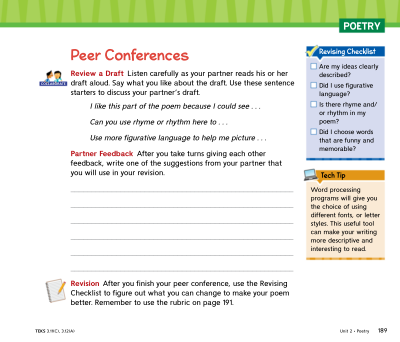 POETRY
Peer Conferences
Review a Draft Listen carefully as your partner reads his or her
draft aloud. Say what you like about the draft. Use these sentence
starters to discuss your partner's draft.
I like this part of the poem because I could see . . .
Can you use rhyme or rhythm here to . . .
Use more figurative language to help me picture . . .
Partner Feedback After you take turns giving each other
feedback, write one of the suggestions from your partner that
you will use in your revision.
Revision After you finish your peer conference, use the Revising
Checklist to figure out what you can change to make your poem
better. Remember to use the rubric on page 191.
Revising Checklist
Are my ideas clearly
described?
Did I use figurative
language?
Is there rhyme and/
or rhythm in my
poem?
Did I choose words
that are funny and
memorable?
Tech Tip
Word processing
programs will give you
the choice of using
different fonts, or letter
styles. This useful tool
can make your writing
more descriptive and
interesting to read.
Unit 2 • Poetry 189